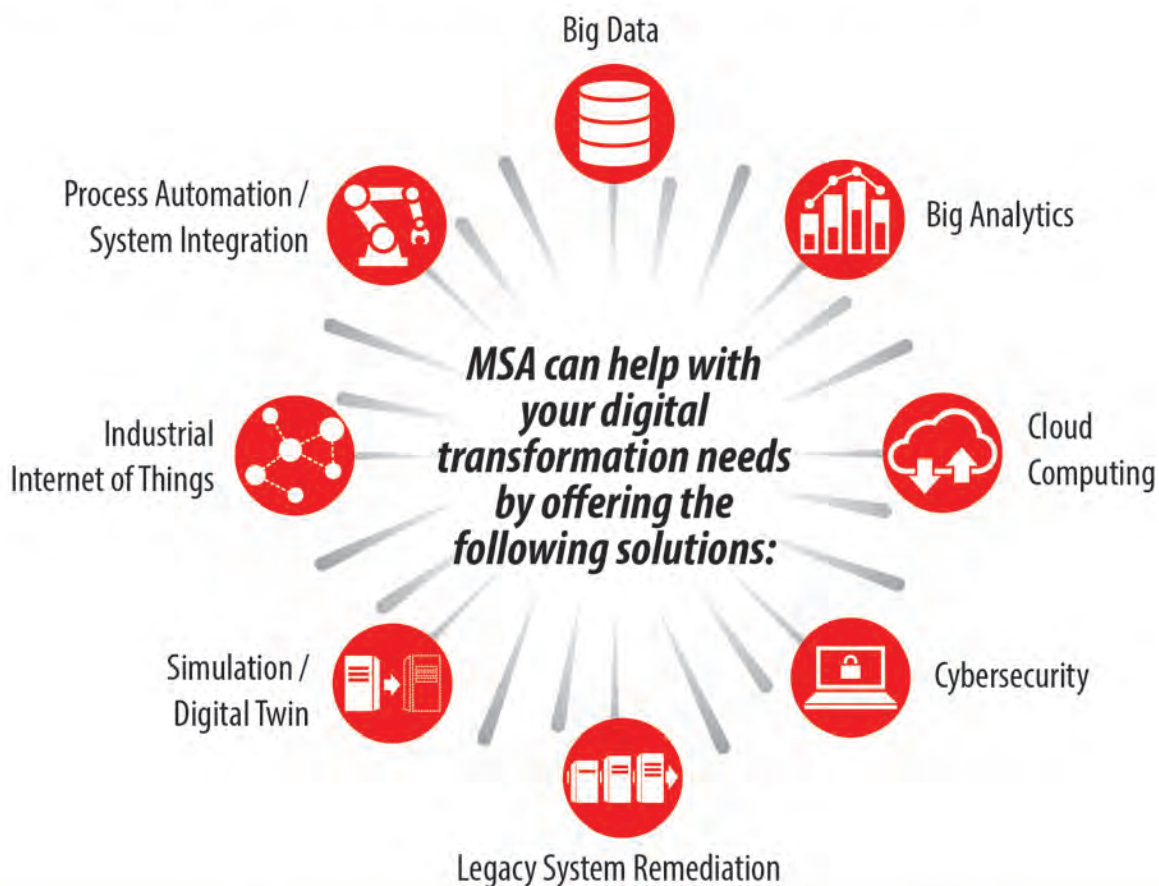 Big Data
Process Automation /
System Integration
Big Analytics
MSA can help with
your digital
transformation needs
by offering the
following solutions:
Industrial
Internet of Things
Cloud
Computing
Simulation /
Digital Twin
Cybersecurity
Legacy System Remediation